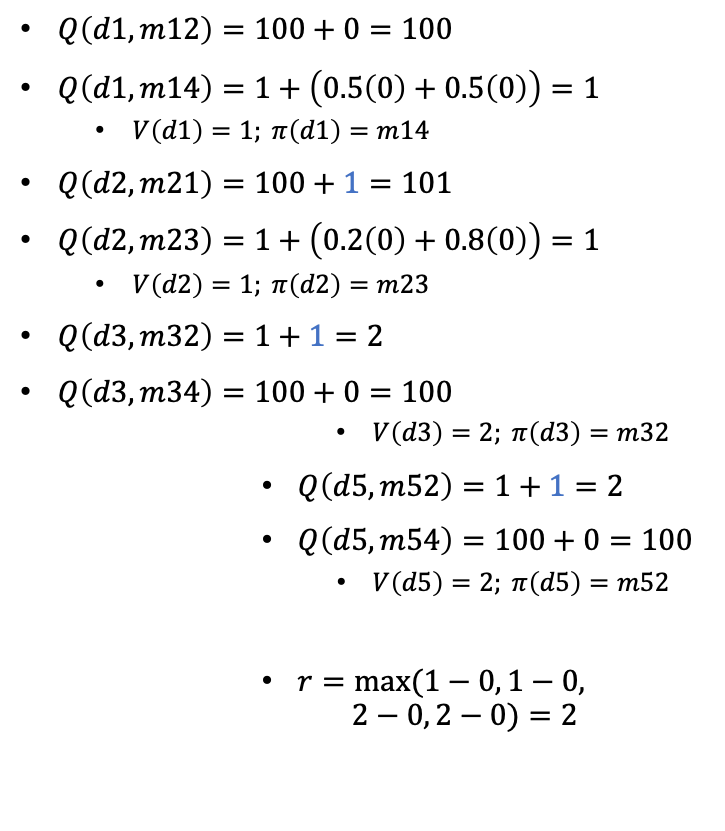 • Q(d1, m12) = 100 + 0 = 100
• Q(d1, m14) = 1 + (0.5(0) + 0.5(0)) = 1
• V(d1) = 1; π(d1) = m14
• Q(d2, m21) = 100 + 1 = 101
• Q(d2, m23) = 1 + (0.2(0) + 0.8(0)) = 1
• V(d2) = 1; π(d2) = m23
• Q(d3, m32) = 1 + 1 = 2
• Q(d3, m34) = 100 + 0 = 100
• V(d3) = 2; π(d3) = m32
• Q(d5, m52) = 1 + 1 = 2
• Q(d5, m54) = 100 + 0 = 100
• V(d5) = 2; π(d5) = m52
• r = max(1 − 0, 1 − 0,
2 − 0, 2 − 0) = 2